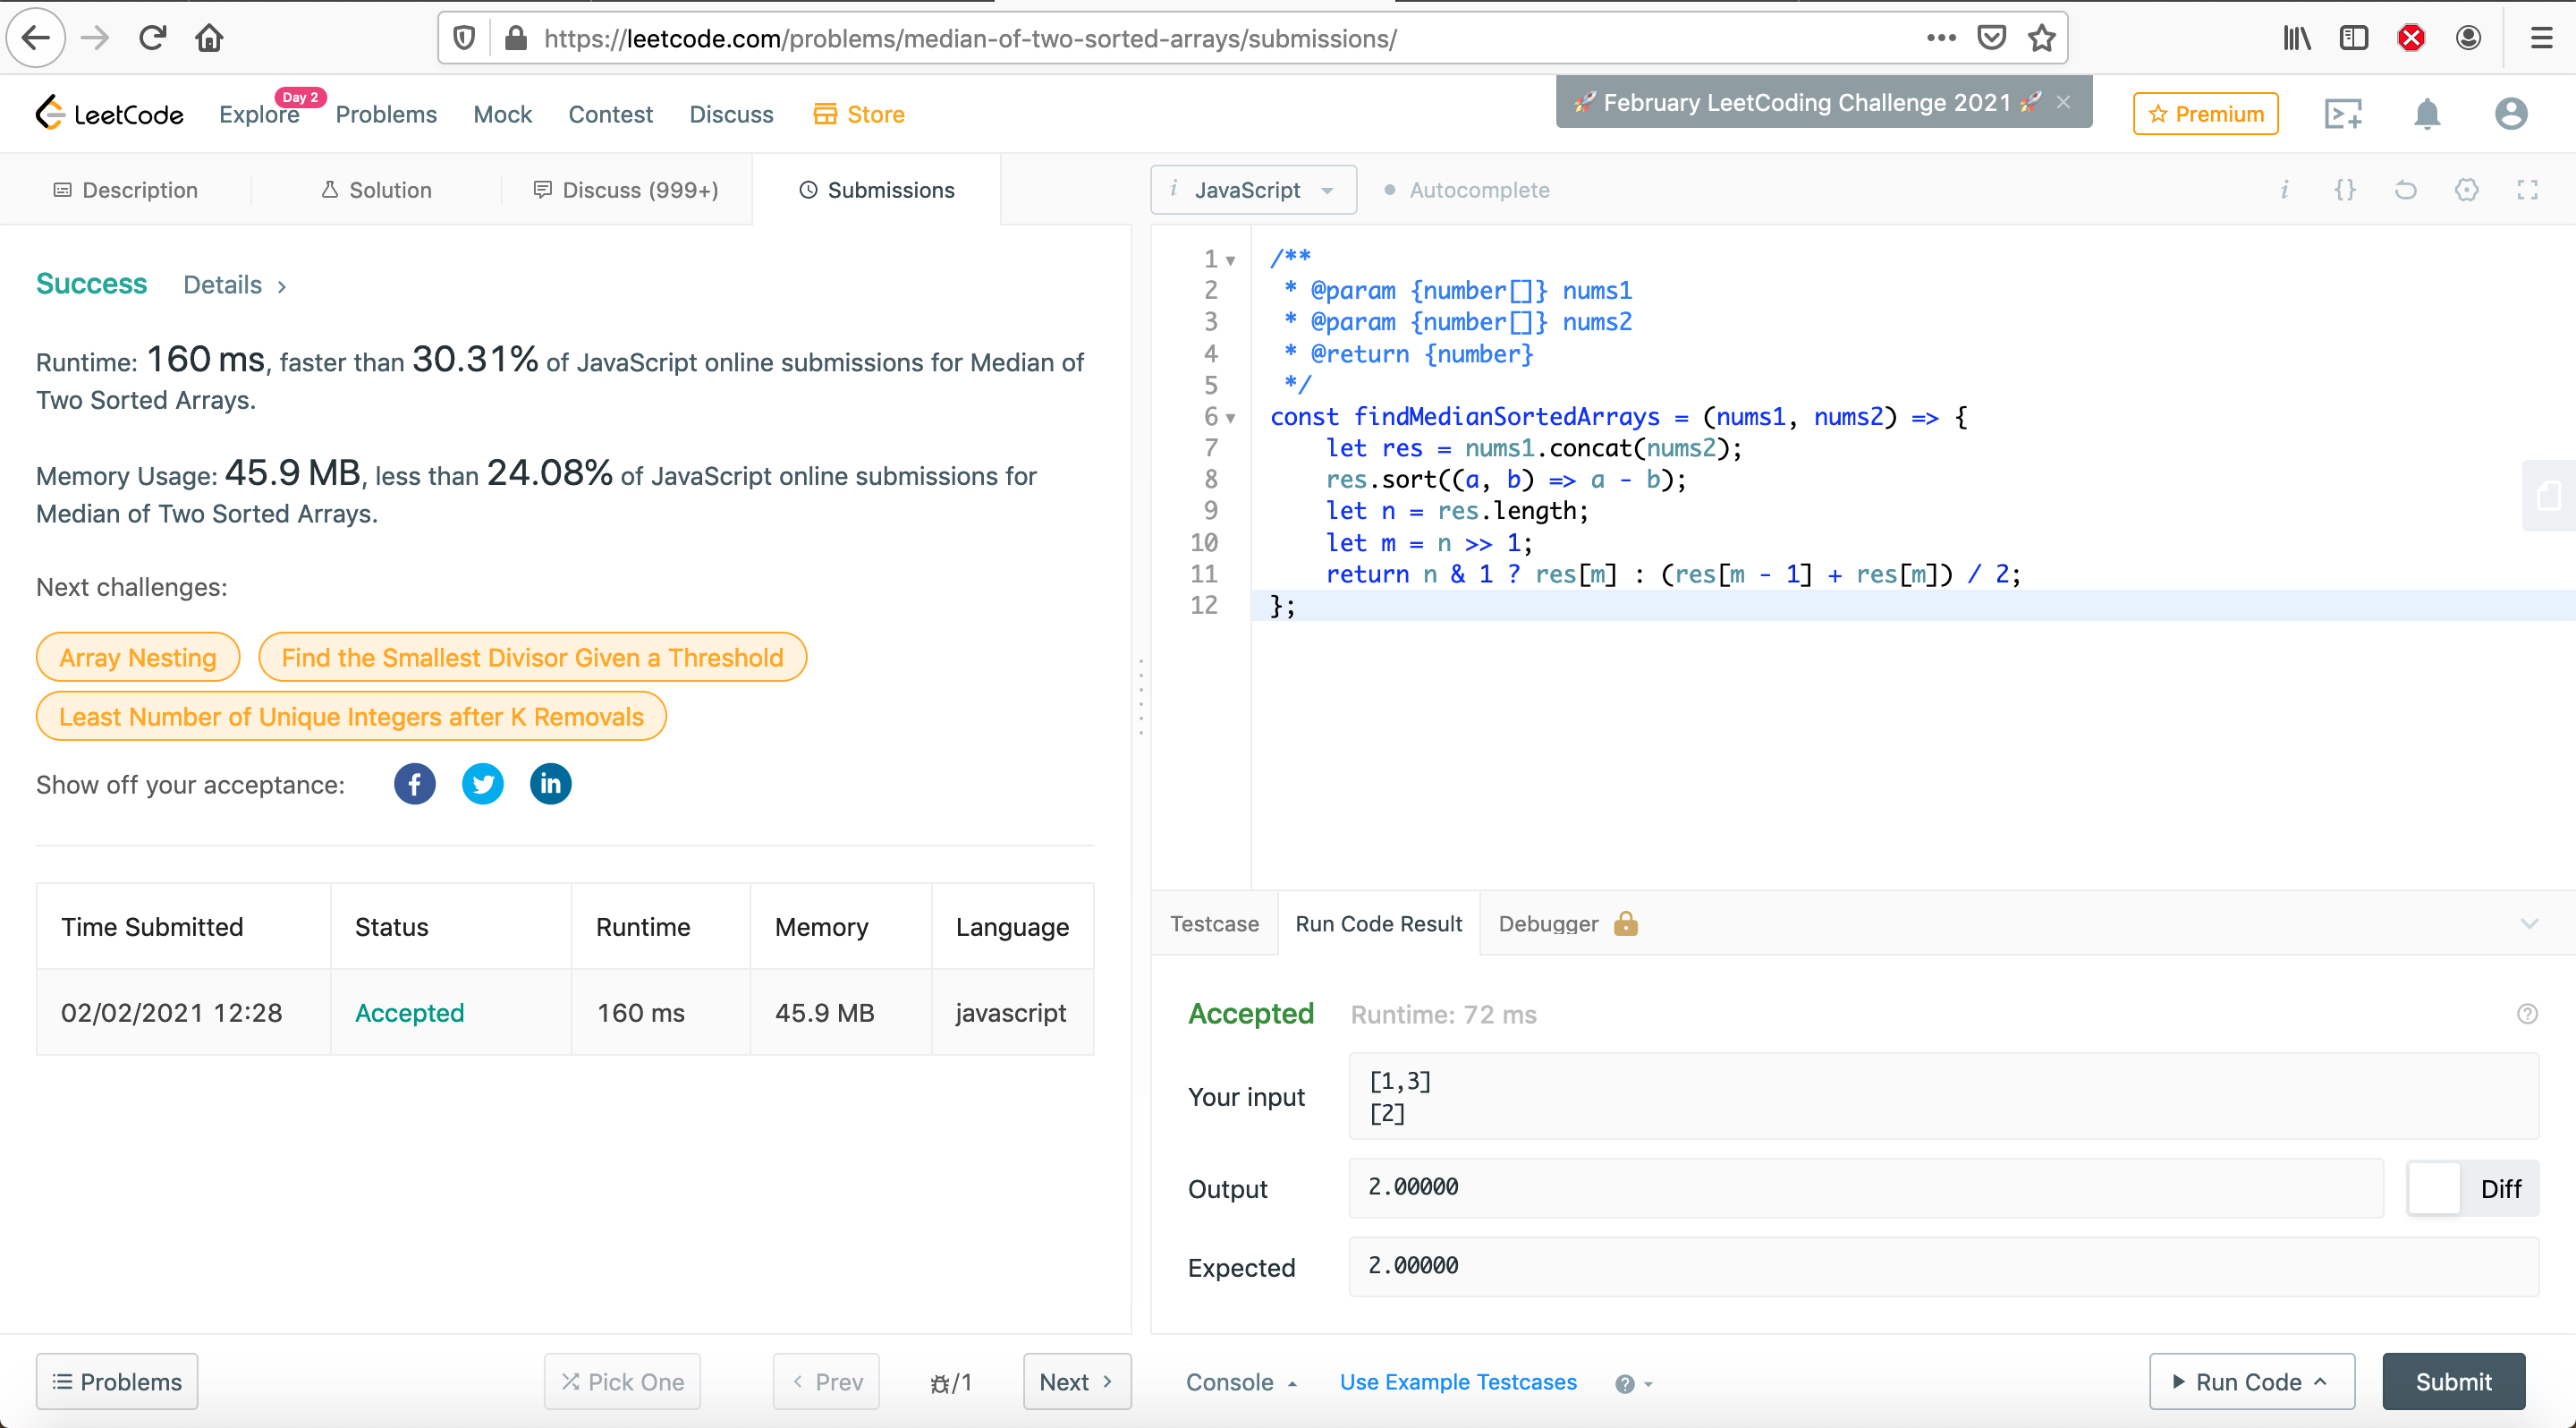 https://leetcode.com/problems/median-of-two-sorted-arrays/submissions/
LeetCode
Explore
Day 2
Problems
Mock
Contest
Discuss
Store
🚀 February LeetCoding Challenge 2021 🚀 ×
Premium
Description
Solution
Discuss (999+)
Submissions
Success
Details >
Runtime: 160 ms, faster than 30.31% of JavaScript online submissions for Median of
Two Sorted Arrays.
Memory Usage: 45.9 MB, less than 24.08% of JavaScript online submissions for
Median of Two Sorted Arrays.
Next challenges:
Array Nesting
Find the Smallest Divisor Given a Threshold
Least Number of Unique Integers after K Removals
Show off your acceptance:
Time Submitted Status Runtime Memory Language
02/02/2021 12:28 Accepted 160 ms 45.9 MB javascript
Problems
Pick One
< Prev
/1
Next >
i JavaScript
Autocomplete
i {}
1 /**
2  * @param {number[]} nums1
3  * @param {number[]} nums2
4  * @return {number}
5  */
6 const findMedianSortedArrays = (nums1, nums2) => {
7     let res = nums1.concat(nums2);
8     res.sort((a, b) => a - b);
9     let n = res.length;
10     let m = n >> 1;
11     return n & 1 ? res[m] : (res[m - 1] + res[m]) / 2;
12 };
Testcase
Run Code Result
Debugger
Accepted
Runtime: 72 ms
Your input
[1,3]
[2]
Output
2.00000
Diff
Expected
2.00000
Console
Use Example Testcases
Run Code
Submit